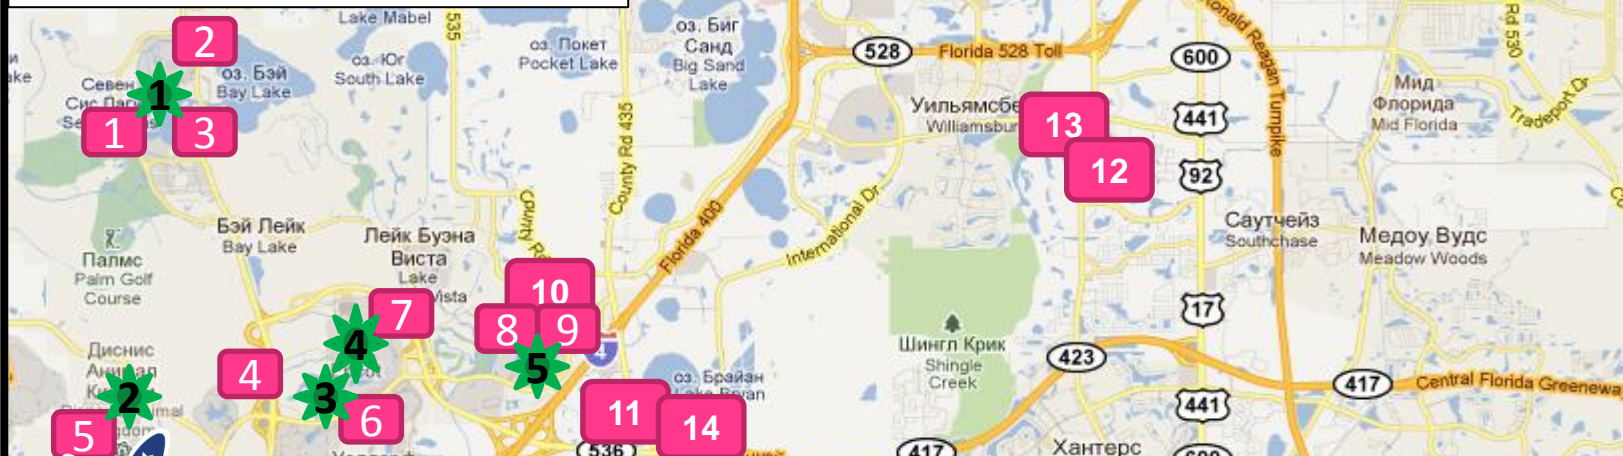 Lake Mabel
535
2
оз. Покет
Pocket Lake
оз. Юг
South Lake
оз. Биг
Санд
Big Sand
Lake
528
Florida 528 Toll
600
Ronald Reagan Turnpike
Rd 530
Мид
Флорида
Mid Florida
Tradeport Dr
оз. Бэй
Bay Lake
Севен
1
Сис
1
3
County Rd 435
Уильямсбе
Williamsbur
13
441
12
92
Бэй Лейк
Bay Lake
Лейк Буэна
Виста
Lake
Vista
Florida 400
International Dr
Саутчейз
Southchase
Медоу Вудс
Meadow Woods
Палмс
Palm Golf
Course
10
7
8
9
4
17
4
5
Шингл Крик
Shingle
Creek
423
417
Central Florida Greenewa
Диснис
4
2
3
6
5
оз. Брайан
11
14
441
536
417
Хантерс